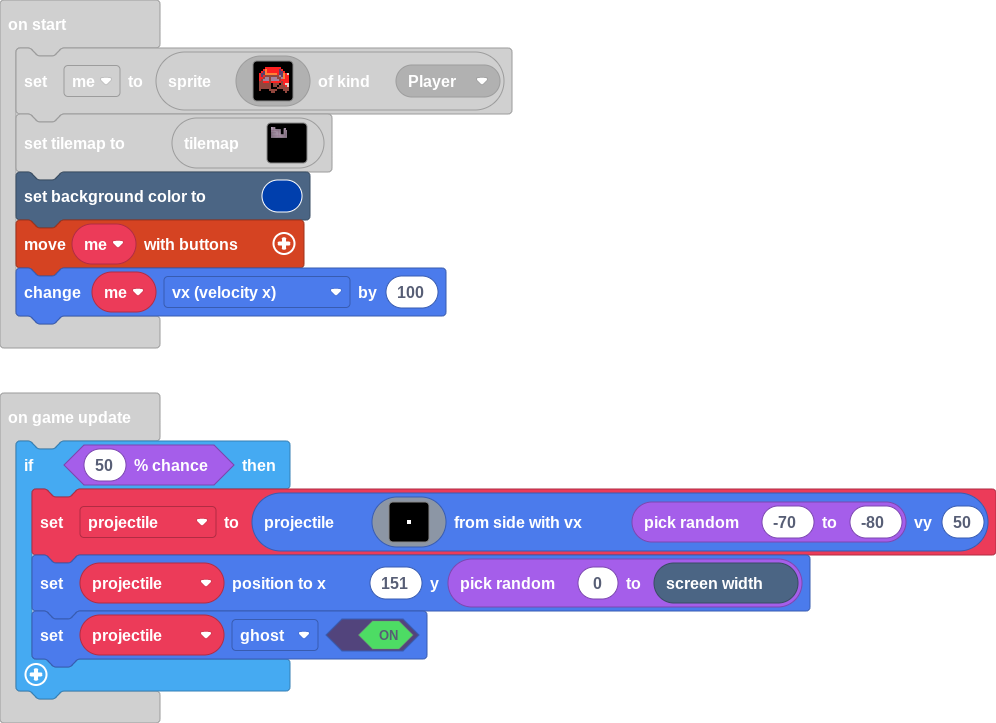 on start
set me to sprite of kind Player
set tilemap to tilemap
set background color to
move me with buttons
change me vx (velocity x) by 100
on game update
if 50 % chance then
set projectile to projectile from side with vx pick random -70 to -80 vy 50
set projectile position to x 151 y pick random 0 to screen width
set projectile ghost ON